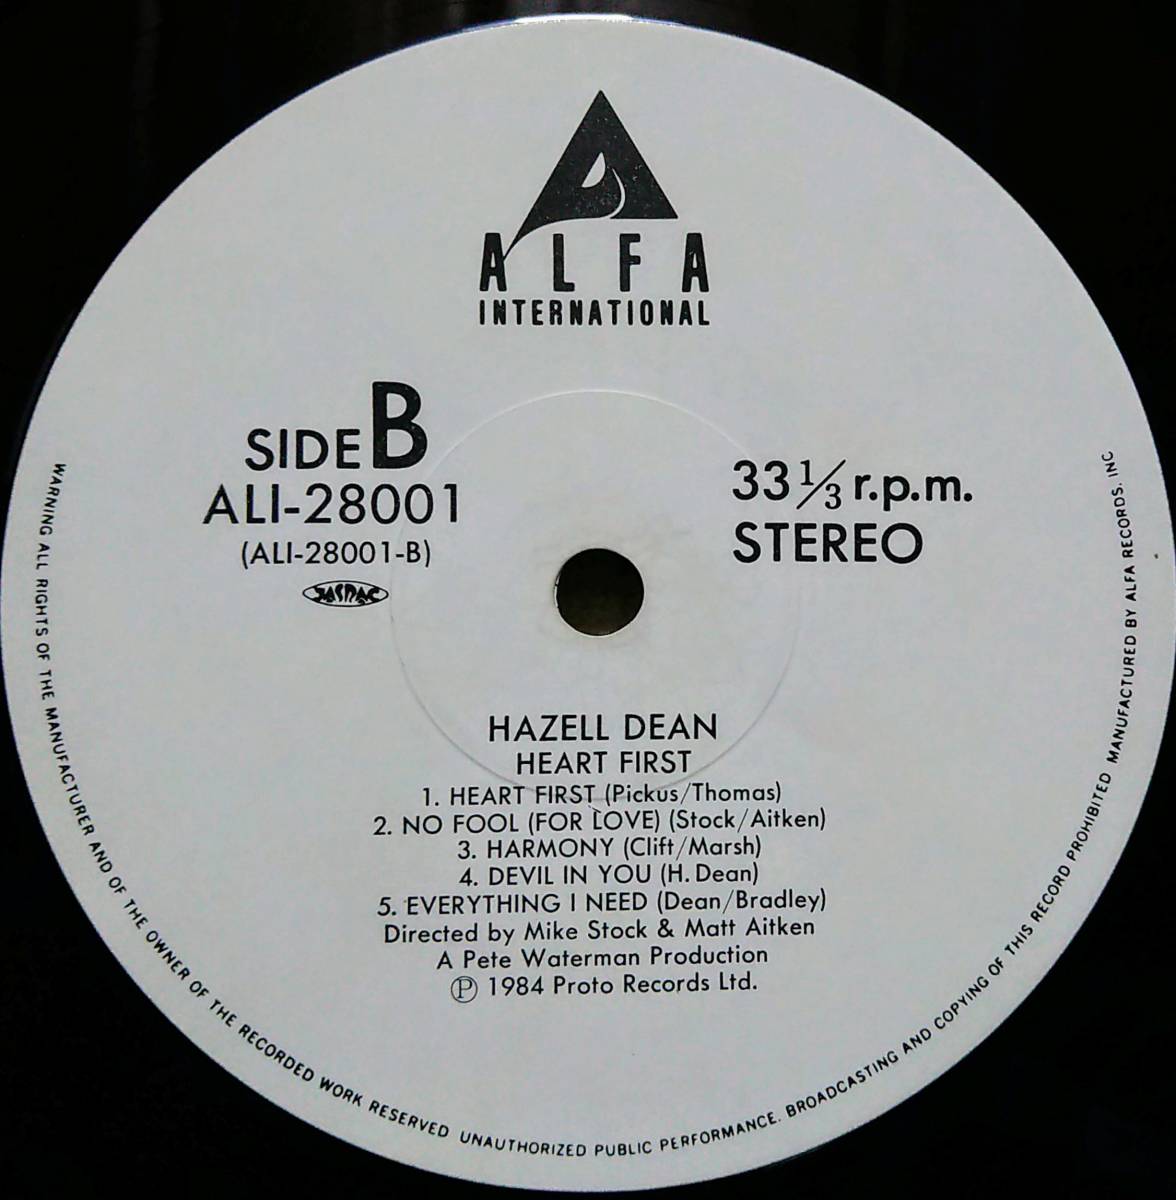 ALFA
INTERNATIONAL
SIDE B
ALI-28001
(ALI-28001-B)
JASRAC
33 1/3 r.p.m.
STEREO
HAZELL DEAN
HEART FIRST
1. HEART FIRST (Pickus/Thomas)
2. NO FOOL (FOR LOVE) (Stock/Aitken)
3. HARMONY (Clift/Marsh)
4. DEVIL IN YOU (H. Dean)
5. EVERYTHING I NEED (Dean/Bradley)
Directed by Mike Stock & Matt Aitken
A Pete Waterman Production
℗ 1984 Proto Records Ltd.
WARNING ALL RIGHTS OF THE MANUFACTURER AND OF THE OWNER OF THE RECORDED WORK RESERVED UNAUTHORIZED PUBLIC PERFORMANCE. BROADCASTING AND COPYING OF THIS RECORD PROHIBITED MANUFACTURED BY ALFA RECORDS. INC